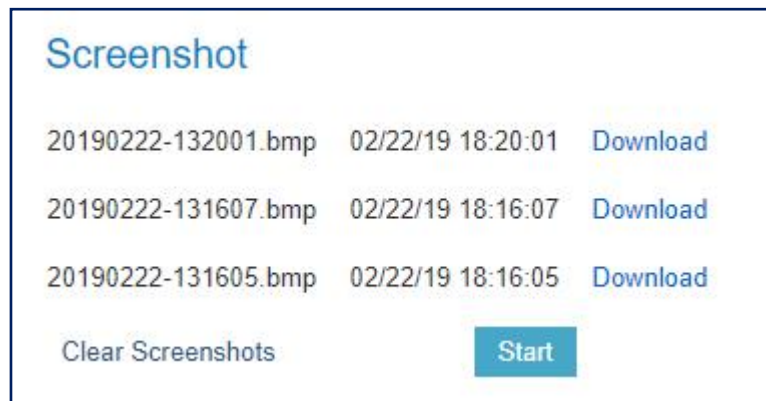 Screenshot
20190222-132001.bmp 02/22/19 18:20:01 Download
20190222-131607.bmp 02/22/19 18:16:07 Download
20190222-131605.bmp 02/22/19 18:16:05 Download
Clear Screenshots Start